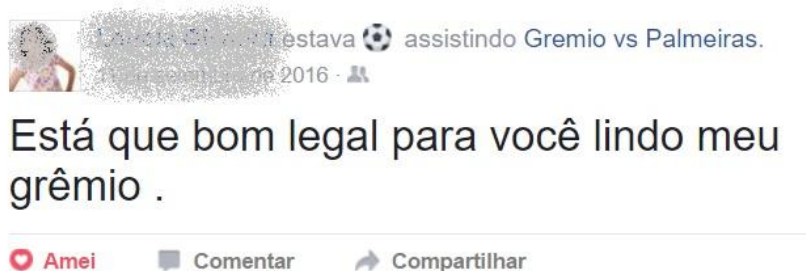 estava assistindo Gremio vs Palmeiras.
de 2016
Está que bom legal para você lindo meu
grêmio .
Amei Comentar Compartilhar